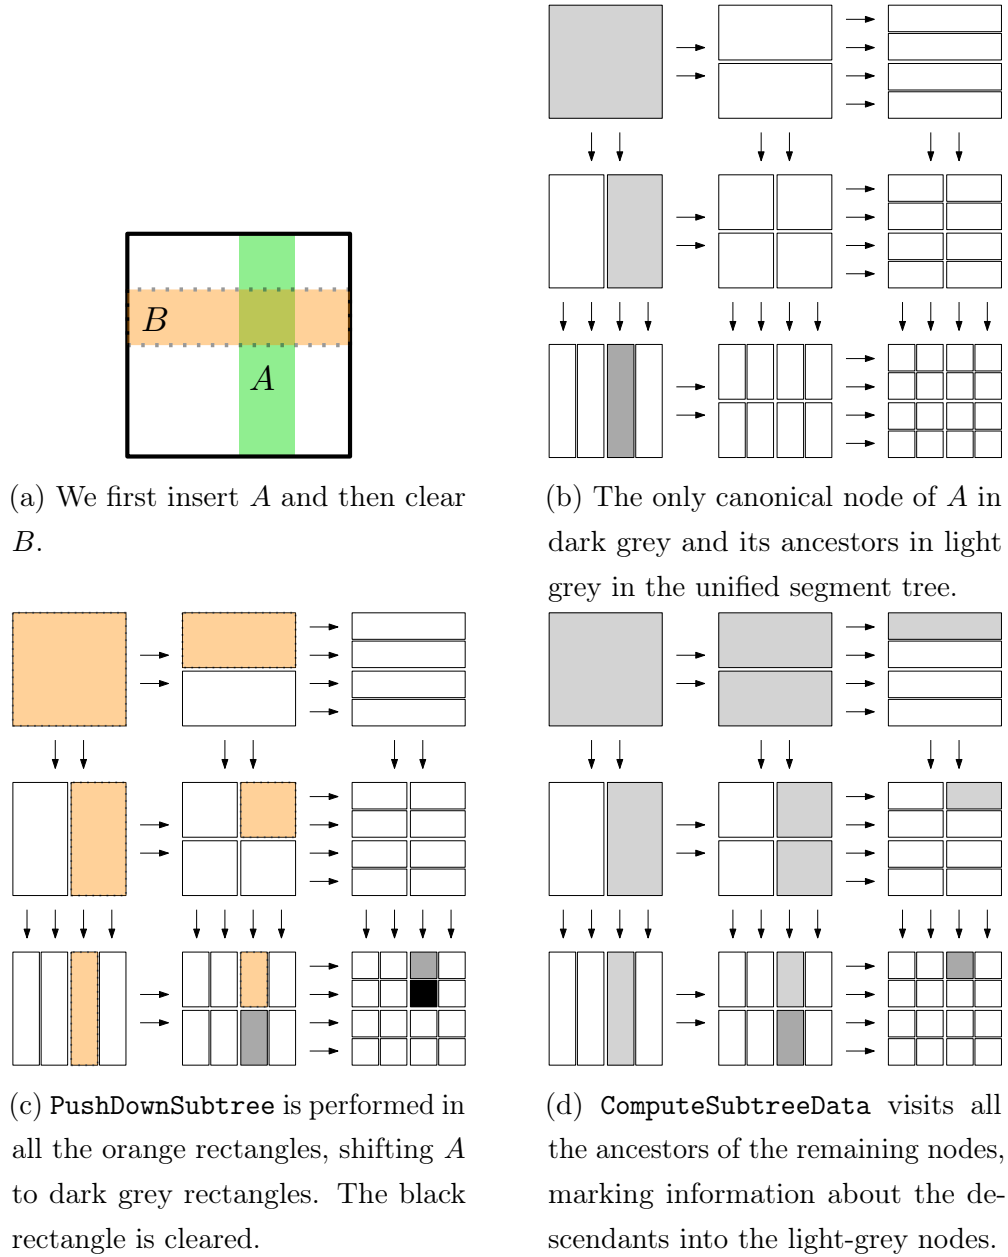 B
A
(a) We first insert A and then clear
B.
(b) The only canonical node of A in
dark grey and its ancestors in light
grey in the unified segment tree.
(c) PushDownSubtree is performed in
all the orange rectangles, shifting A
to dark grey rectangles. The black
rectangle is cleared.
(d) ComputeSubtreeData visits all
the ancestors of the remaining nodes,
marking information about the de-
scendants into the light-grey nodes.